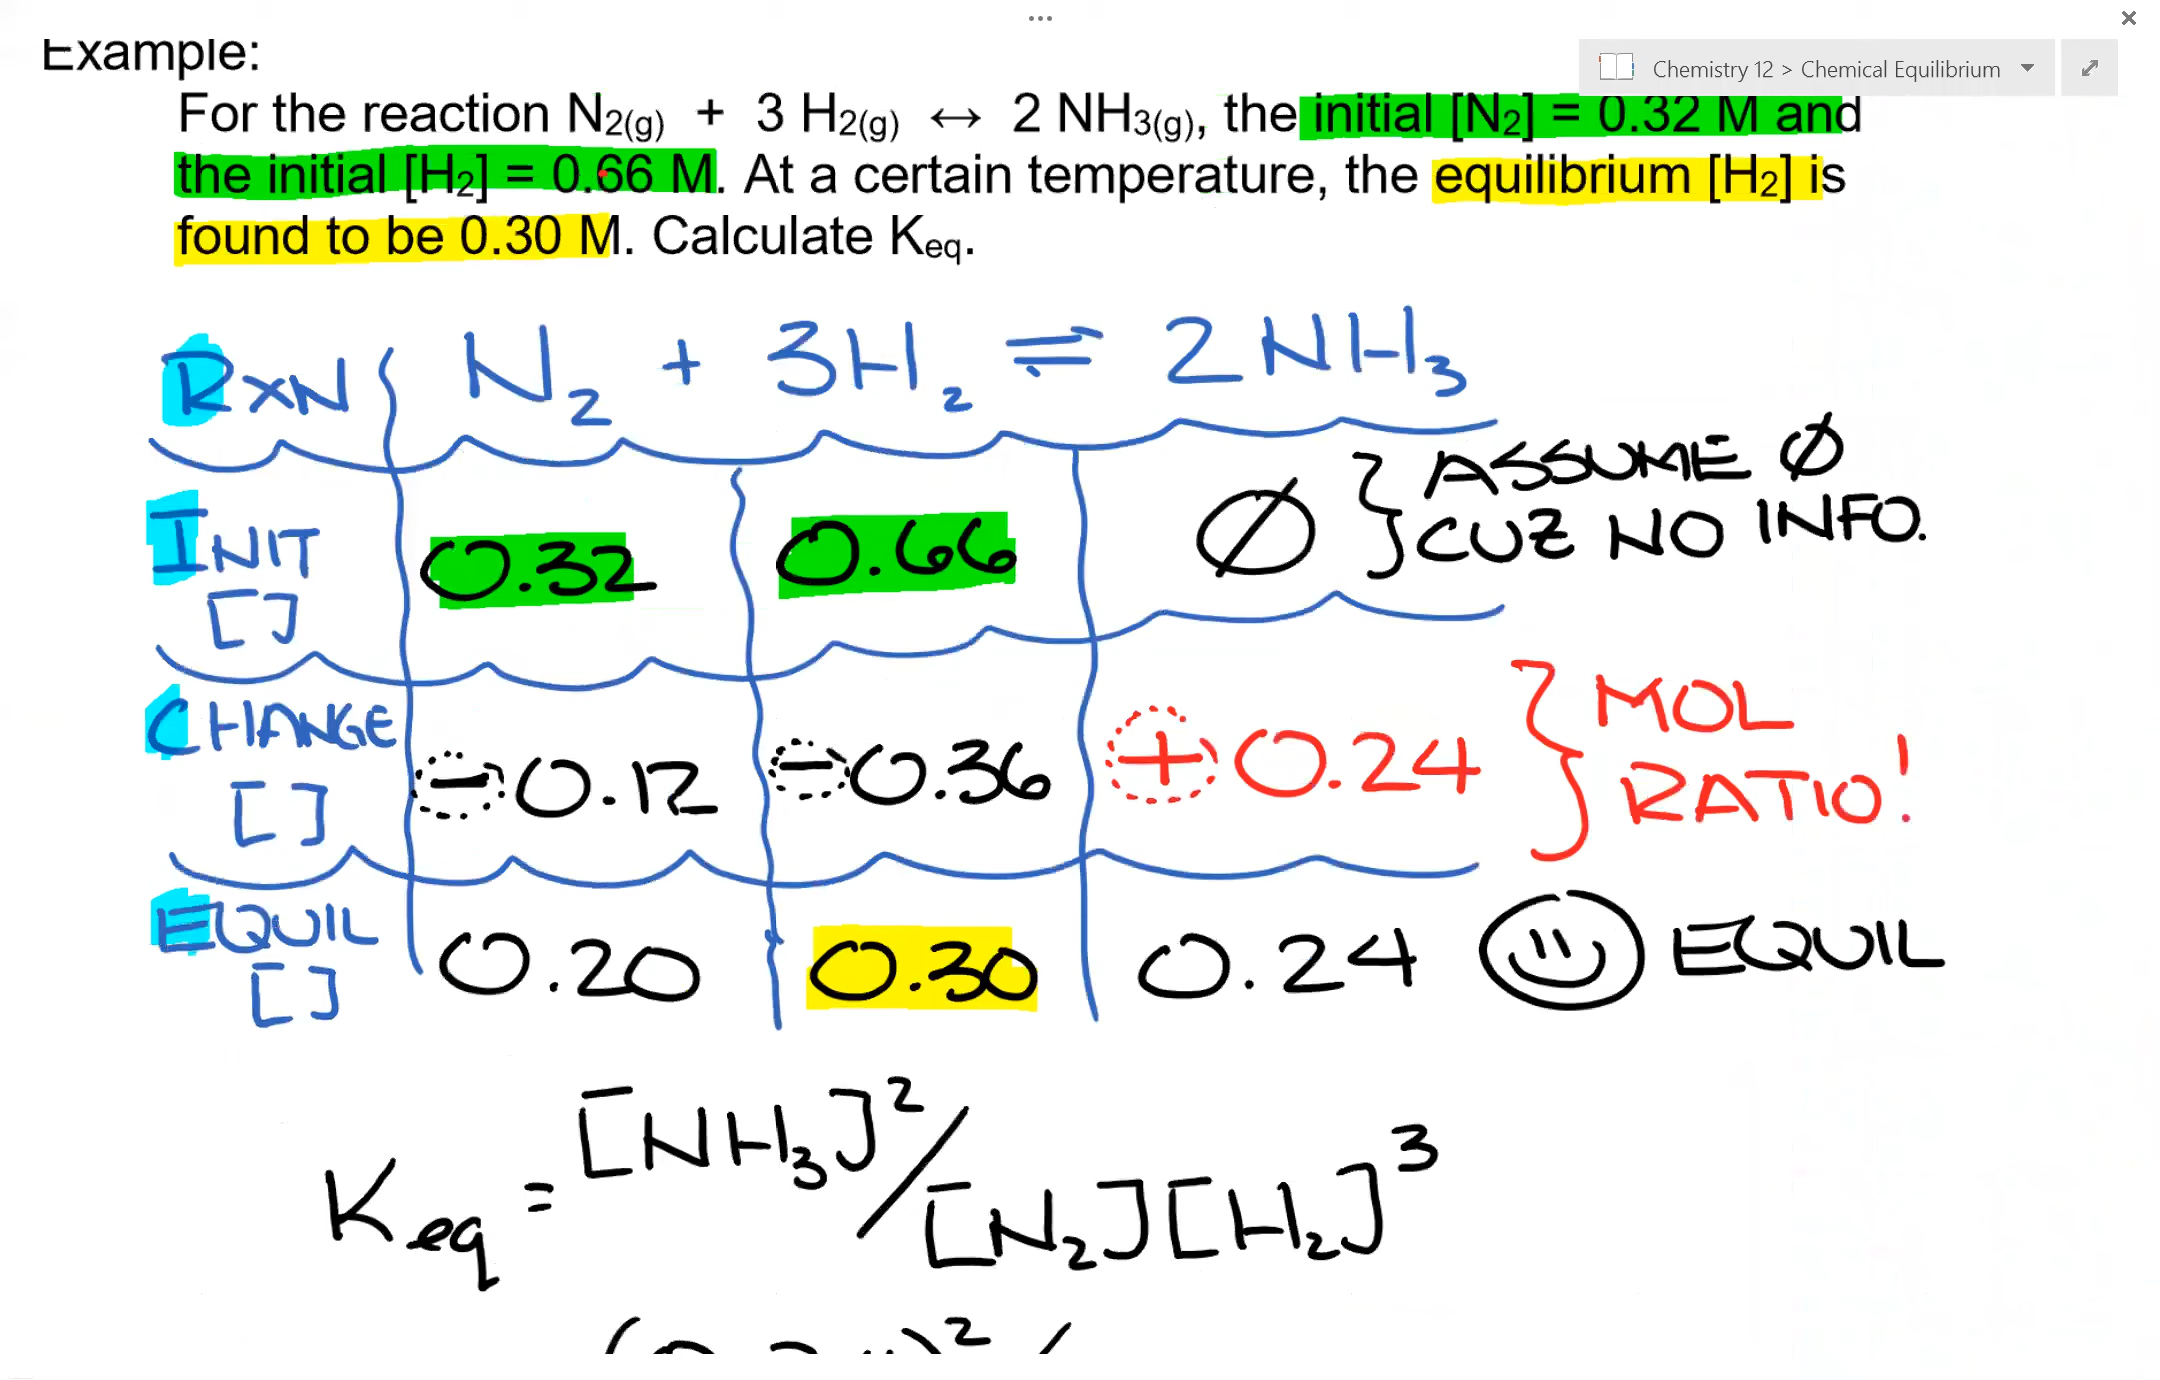 Example:
Chemistry 12 > Chemical Equilibrium
For the reaction N2(g) + 3 H2(g) ↔ 2 NH3(g), the initial [N2] = 0.32 M and
the initial [H2] = 0.66 M. At a certain temperature, the equilibrium [H2] is
found to be 0.30 M. Calculate Keq.
RXN N2 + 3H2 ⇌ 2NH3
INIT [] 0.32 0.66 Ø } ASSUME Ø
CUZ NO INFO.
CHANGE [] -0.12 -0.36 +0.24 } MOL
RATIO!
EQUIL [] 0.20 0.30 0.24 EQUIL
Keq = [NH3]²/[N2][H2]³